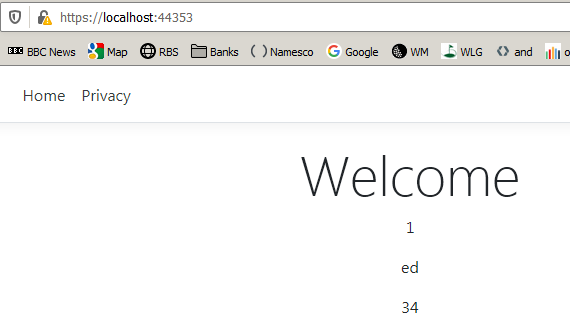 https://localhost:44353
BBC BBC News Map RBS Banks Namesco Google WM WLG and
Home Privacy
Welcome
1
ed
34